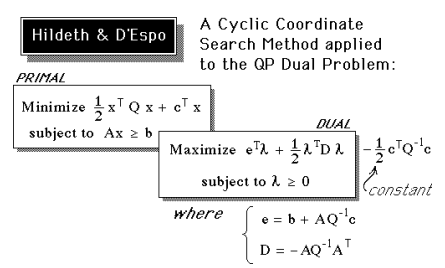 Hildeth & D'Espo
A Cyclic Coordinate
Search Method applied
to the QP Dual Problem:
PRIMAL
Minimize 1/2 xᵀ Q x + cᵀ x
subject to Ax ≥ b
DUAL
Maximize eᵀλ + 1/2 λᵀD λ - 1/2 cᵀQ⁻¹c
subject to λ ≥ 0
constant
where
e = b + AQ⁻¹c
D = - AQ⁻¹Aᵀ